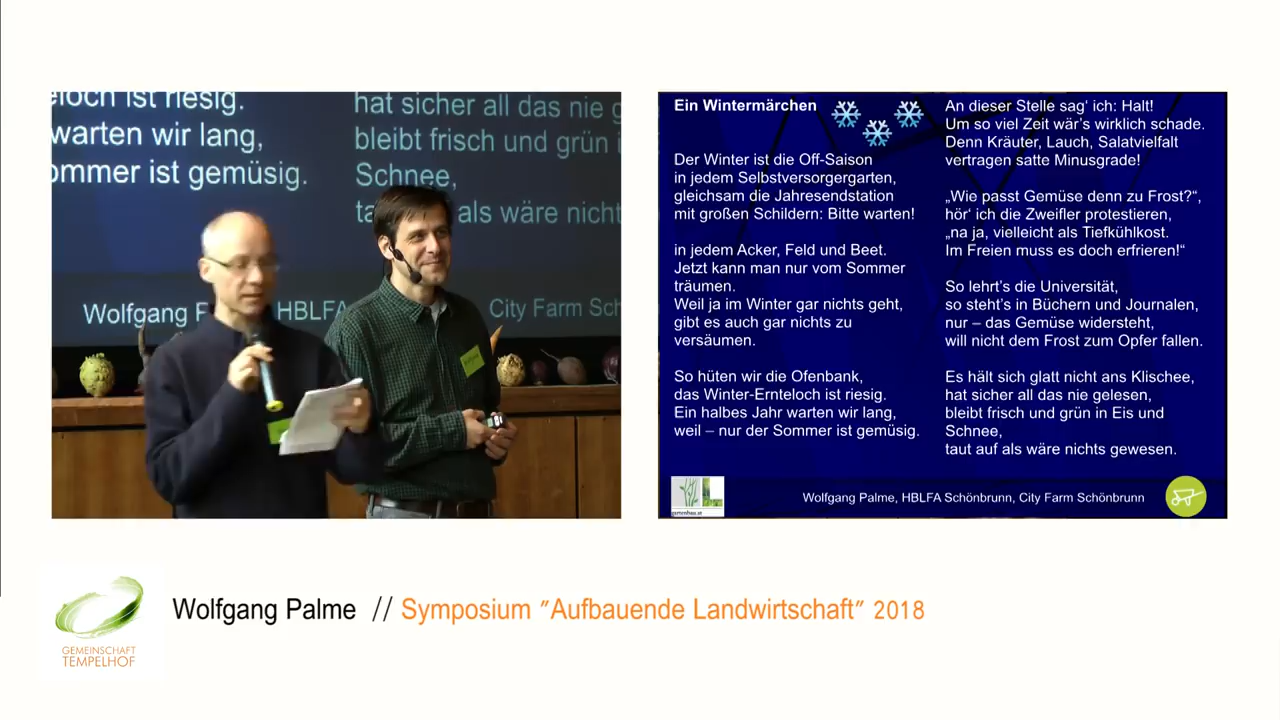 eloch ist riesig.
warten wir lang,
ommer ist gemüsig.
hat sicher all das nie g
bleibt frisch und grün i
Schnee,
ta als wäre nicht
Wolfgang P HBLFA
City Farm Sch
Ein Wintermärchen
Der Winter ist die Off-Saison
in jedem Selbstversorgergarten,
gleichsam die Jahresendstation
mit großen Schildern: Bitte warten!
in jedem Acker, Feld und Beet.
Jetzt kann man nur vom Sommer
träumen.
Weil ja im Winter gar nichts geht,
gibt es auch gar nichts zu
versäumen.
So hüten wir die Ofenbank,
das Winter-Ernteloch ist riesig.
Ein halbes Jahr warten wir lang,
weil – nur der Sommer ist gemüsig.
An dieser Stelle sag‘ ich: Halt!
Um so viel Zeit wär’s wirklich schade.
Denn Kräuter, Lauch, Salatvielfalt
vertragen satte Minusgrade!
„Wie passt Gemüse denn zu Frost?“,
hör‘ ich die Zweifler protestieren,
„na ja, vielleicht als Tiefkühlkost.
Im Freien muss es doch erfrieren!“
So lehrt’s die Universität,
so steht’s in Büchern und Journalen,
nur – das Gemüse widersteht,
will nicht dem Frost zum Opfer fallen.
Es hält sich glatt nicht ans Klischee,
hat sicher all das nie gelesen,
bleibt frisch und grün in Eis und
Schnee,
taut auf als wäre nichts gewesen.
Wolfgang Palme, HBLFA Schönbrunn, City Farm Schönbrunn
GEMEINSCHAFT
TEMPELHOF
Wolfgang Palme // Symposium "Aufbauende Landwirtschaft" 2018